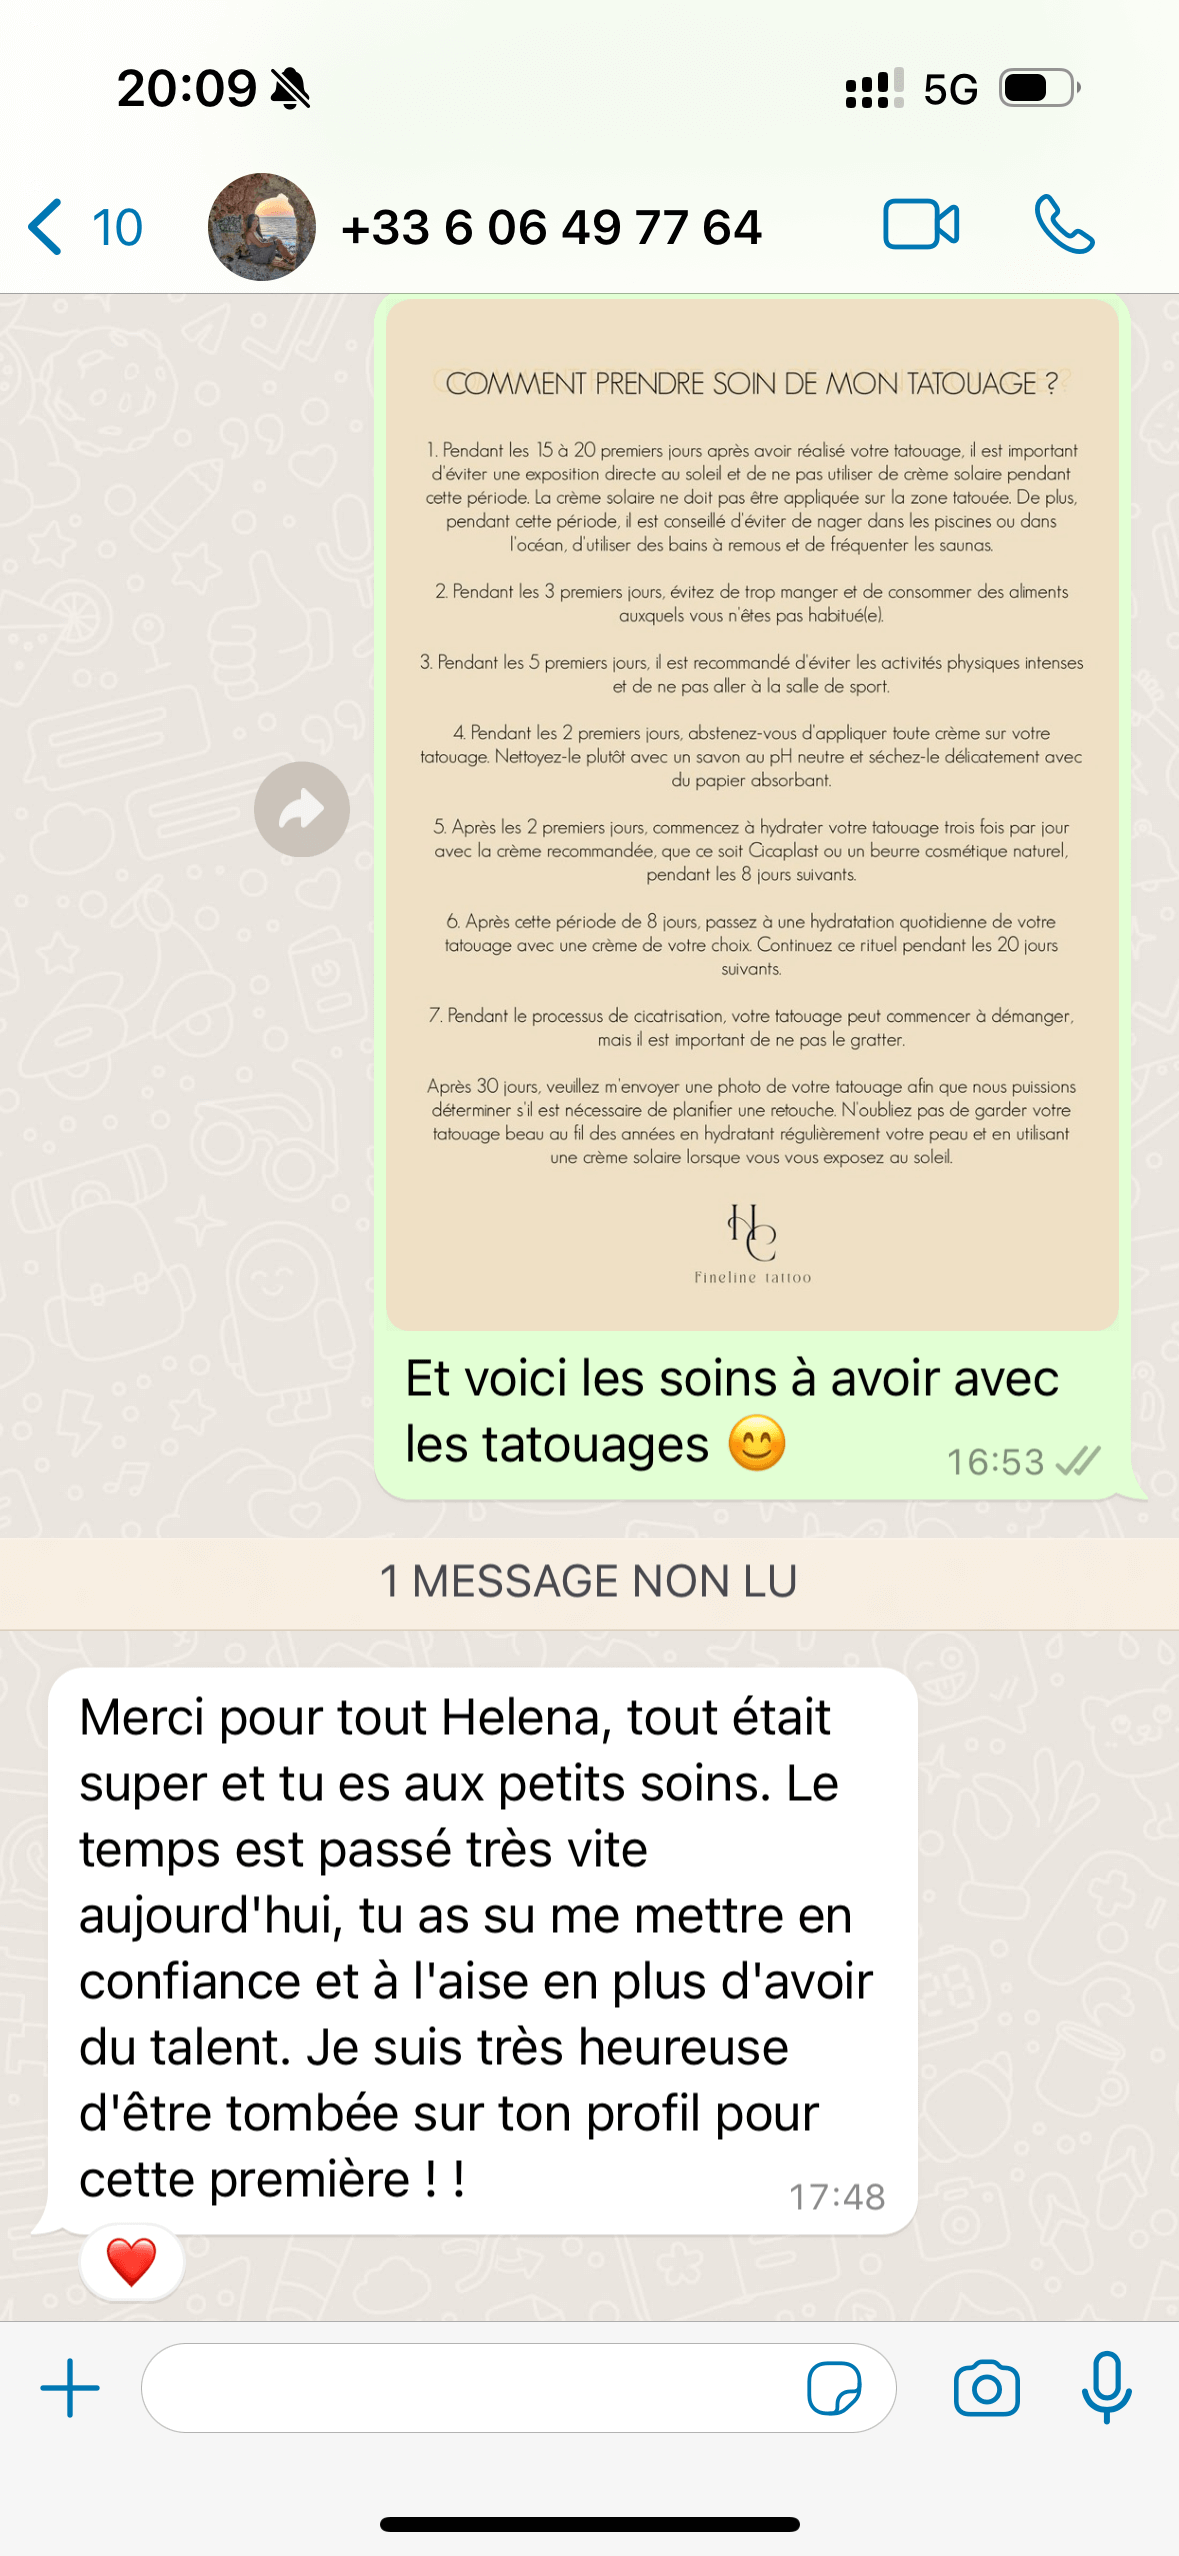 20:09
5G
10
+33 6 06 49 77 64
COMMENT PRENDRE SOIN DE MON TATOUAGE ?
1. Pendant les 15 à 20 premiers jours après avoir réalisé votre tatouage, il est important
d'éviter une exposition directe au soleil et de ne pas utiliser de crème solaire pendant
cette période. La crème solaire ne doit pas être appliquée sur la zone tatouée. De plus,
pendant cette période, il est conseillé d'éviter de nager dans les piscines ou dans
l'océan, d'utiliser des bains à remous et de fréquenter les saunas.
2. Pendant les 3 premiers jours, évitez de trop manger et de consommer des aliments
auxquels vous n'êtes pas habitué(e).
3. Pendant les 5 premiers jours, il est recommandé d'éviter les activités physiques intenses
et de ne pas aller à la salle de sport.
4. Pendant les 2 premiers jours, abstenez-vous d'appliquer toute crème sur votre
tatouage. Nettoyez-le plutôt avec un savon au pH neutre et séchez-le délicatement avec
du papier absorbant.
5. Après les 2 premiers jours, commencez à hydrater votre tatouage trois fois par jour
avec la crème recommandée, que ce soit Cicaplast ou un beurre cosmétique naturel,
pendant les 8 jours suivants.
6. Après cette période de 8 jours, passez à une hydratation quotidienne de votre
tatouage avec une crème de votre choix. Continuez ce rituel pendant les 20 jours
suivants.
7. Pendant le processus de cicatrisation, votre tatouage peut commencer à démanger,
mais il est important de ne pas le gratter.
Après 30 jours, veuillez m'envoyer une photo de votre tatouage afin que nous puissions
déterminer s'il est nécessaire de planifier une retouche. N'oubliez pas de garder votre
tatouage beau au fil des années en hydratant régulièrement votre peau et en utilisant
une crème solaire lorsque vous vous exposez au soleil.
HC
Fineline tattoo
Et voici les soins à avoir avec
les tatouages 😊
16:53
1 MESSAGE NON LU
Merci pour tout Helena, tout était
super et tu es aux petits soins. Le
temps est passé très vite
aujourd'hui, tu as su me mettre en
confiance et à l'aise en plus d'avoir
du talent. Je suis très heureuse
d'être tombée sur ton profil pour
cette première ! !
17:48
❤️